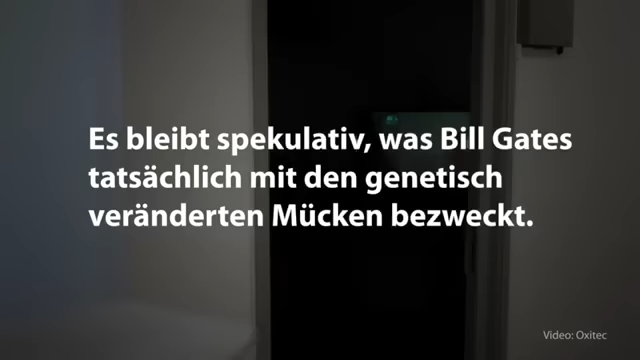 Es bleibt spekulativ, was Bill Gates
tatsächlich mit den genetisch
veränderten Mücken bezweckt.
Video: Oxitec